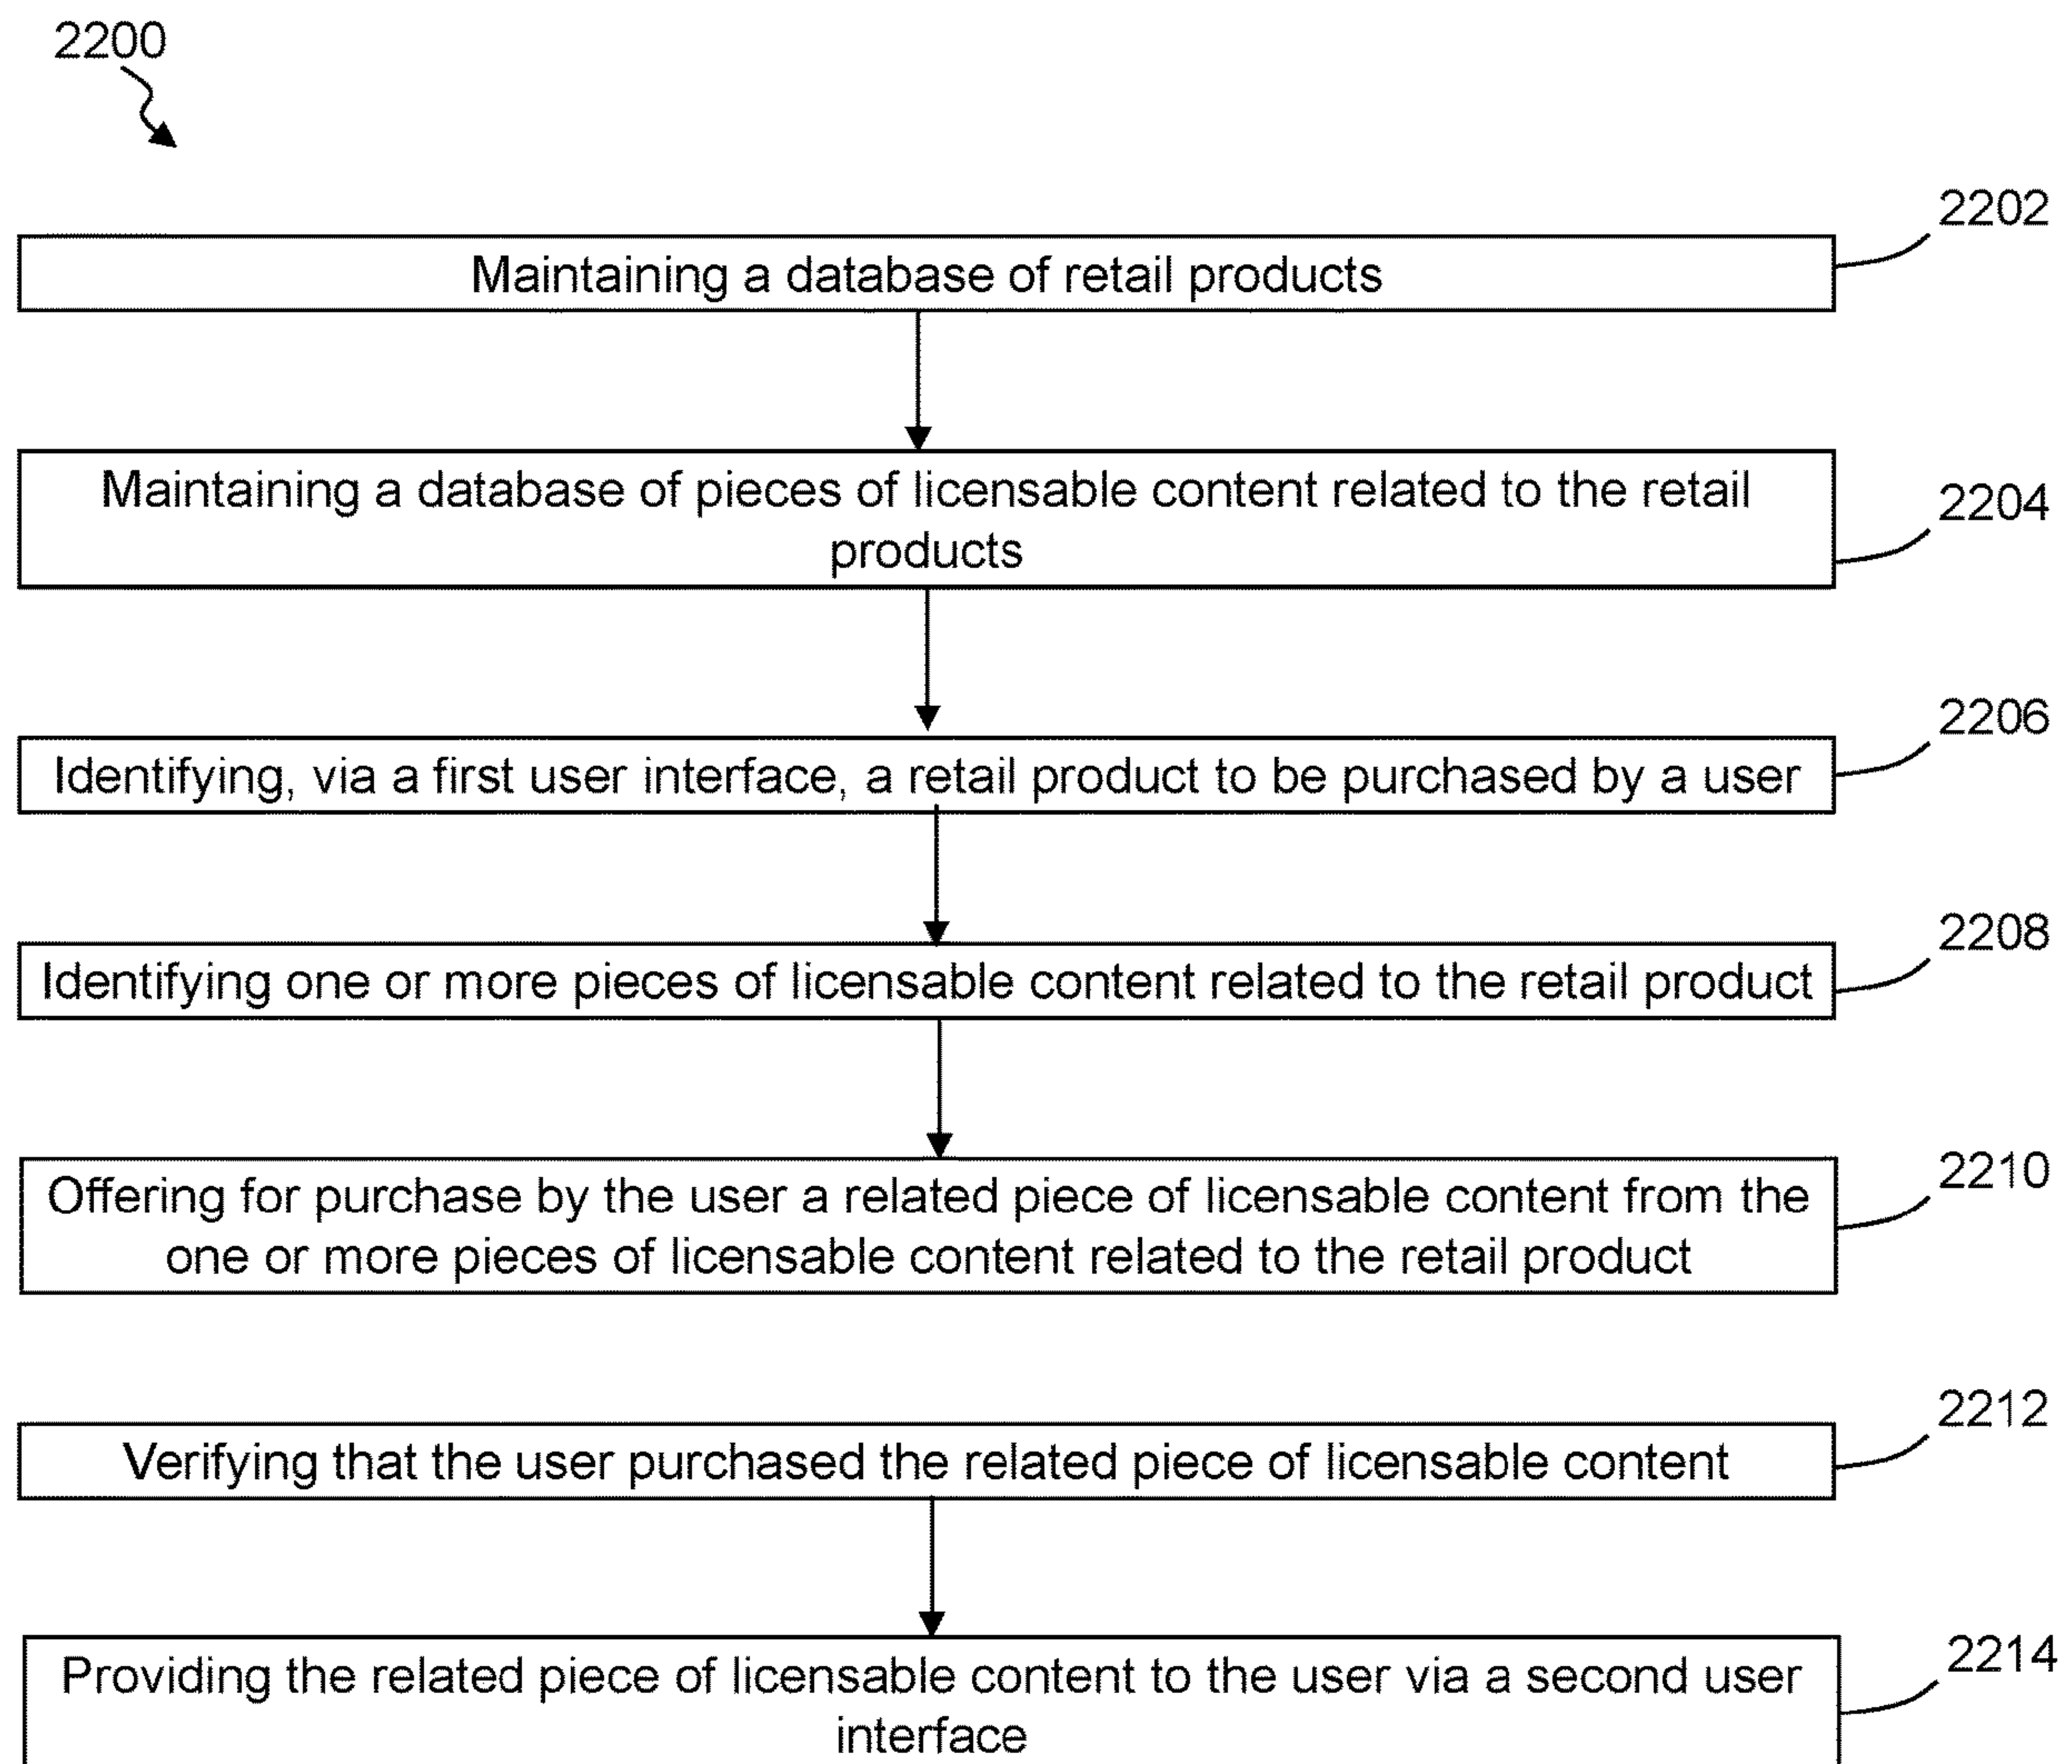 2200
2202
Maintaining a database of retail products
Maintaining a database of pieces of licensable content related to the retail
products
2204
2206
Identifying, via a first user interface, a retail product to be purchased by a user
2208
Identifying one or more pieces of licensable content related to the retail product
2210
Offering for purchase by the user a related piece of licensable content from the
one or more pieces of licensable content related to the retail product
2212
Verifying that the user purchased the related piece of licensable content
2214
Providing the related piece of licensable content to the user via a second user
interface